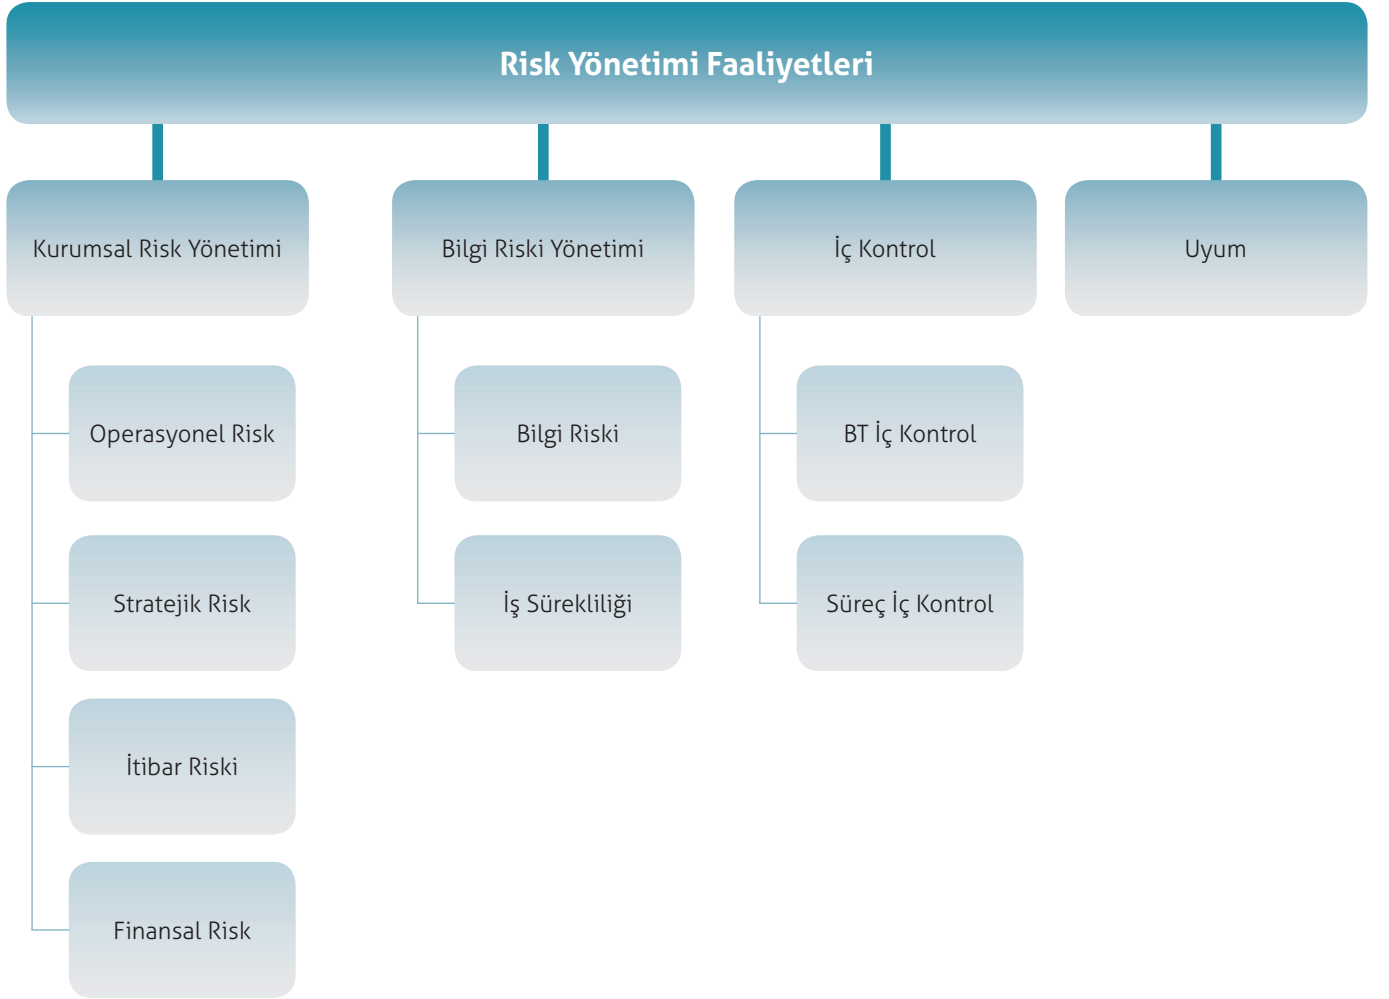 Risk Yönetimi Faaliyetleri
Kurumsal Risk Yönetimi
Bilgi Riski Yönetimi
İç Kontrol
Uyum
Operasyonel Risk
Bilgi Riski
BT İç Kontrol
Stratejik Risk
İş Sürekliliği
Süreç İç Kontrol
İtibar Riski
Finansal Risk